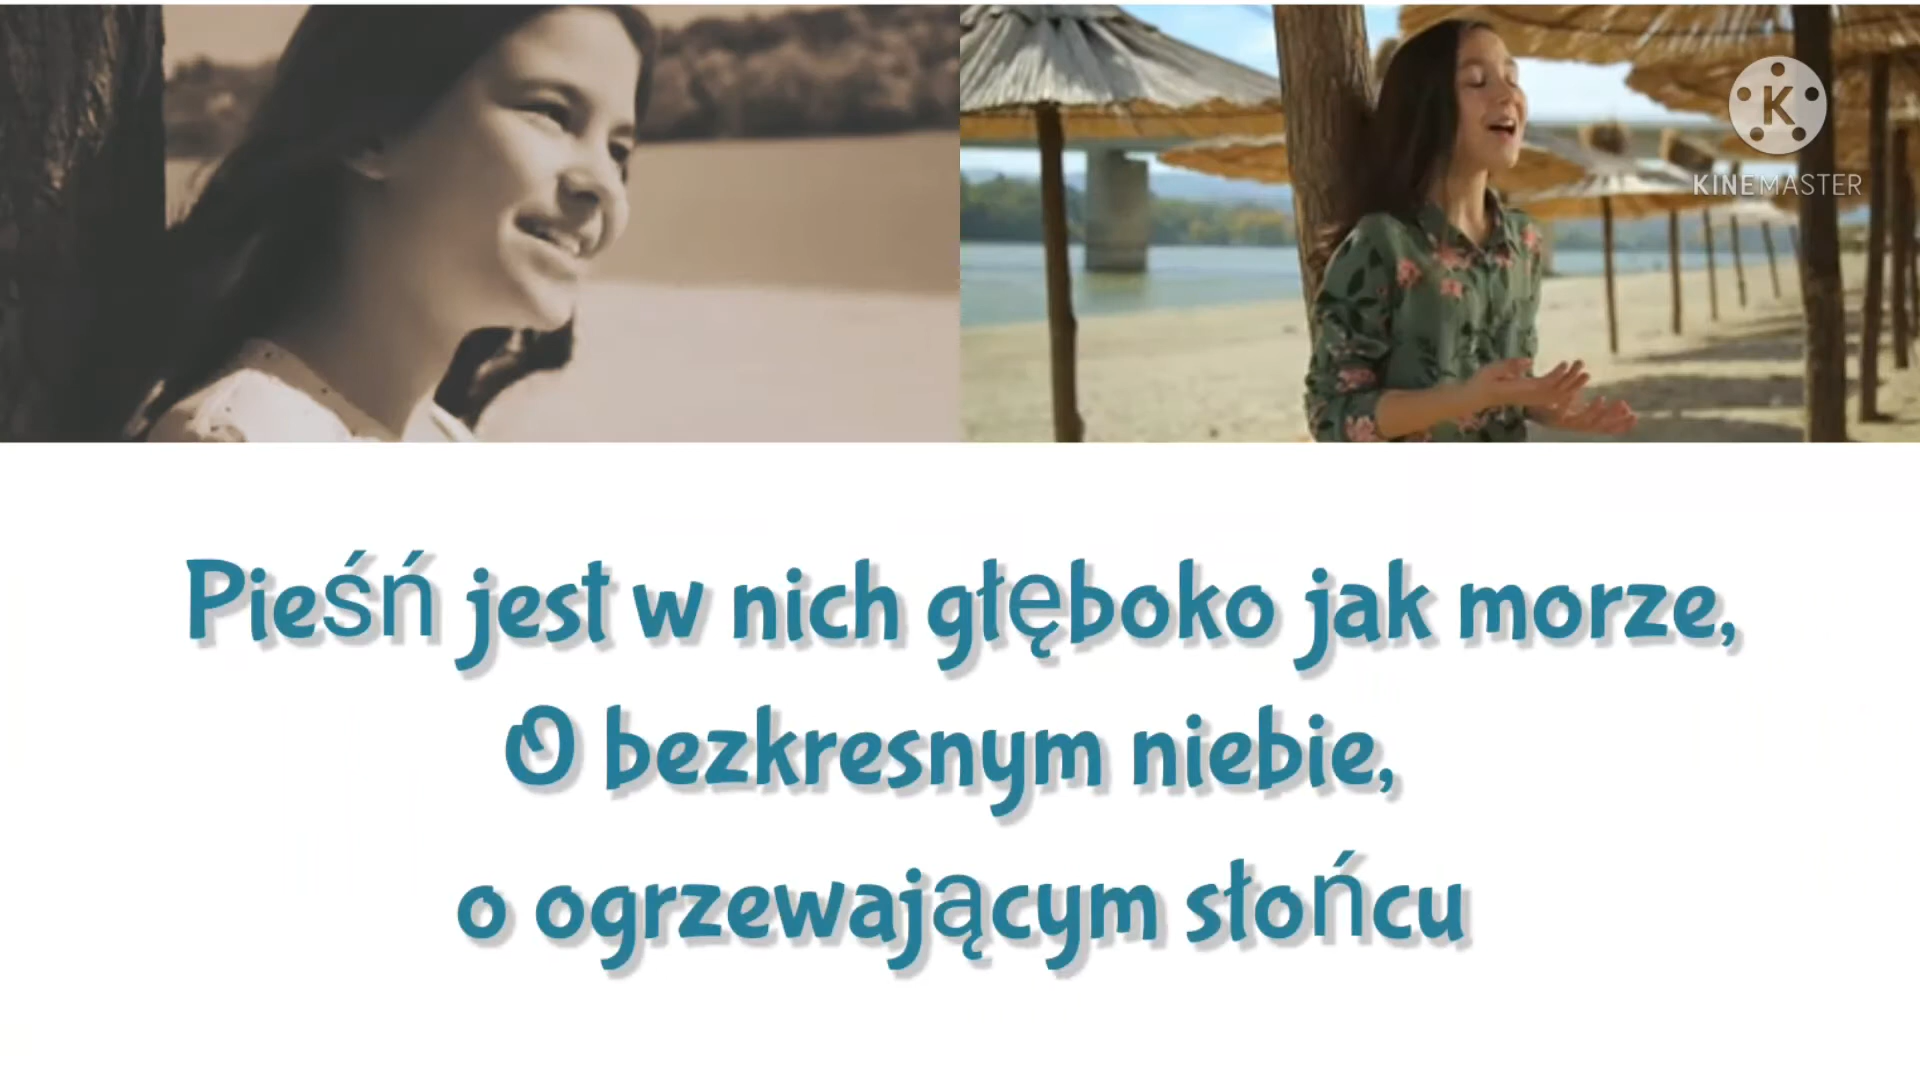 K
KINEMASTER
Pieśń jest w nich głęboko jak morze,
O bezkresnym niebie,
o ogrzewającym słońcu